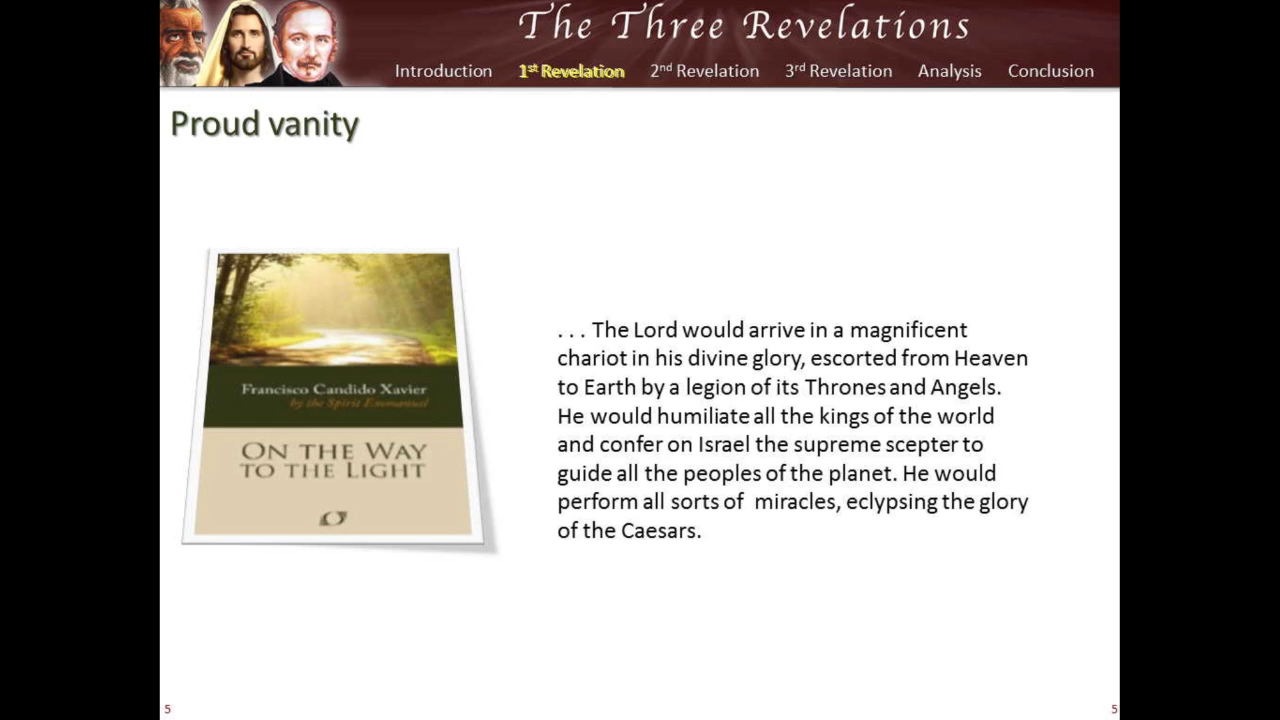 The Three Revelations
Introduction 1st Revelation 2nd Revelation 3rd Revelation Analysis Conclusion
Proud vanity
Francisco Candido Xavier
by the Spirit Emmanuel
ON THE WAY
TO THE LIGHT
. . . The Lord would arrive in a magnificent
chariot in his divine glory, escorted from Heaven
to Earth by a legion of its Thrones and Angels.
He would humiliate all the kings of the world
and confer on Israel the supreme scepter to
guide all the peoples of the planet. He would
perform all sorts of miracles, eclypsing the glory
of the Caesars.
5 5